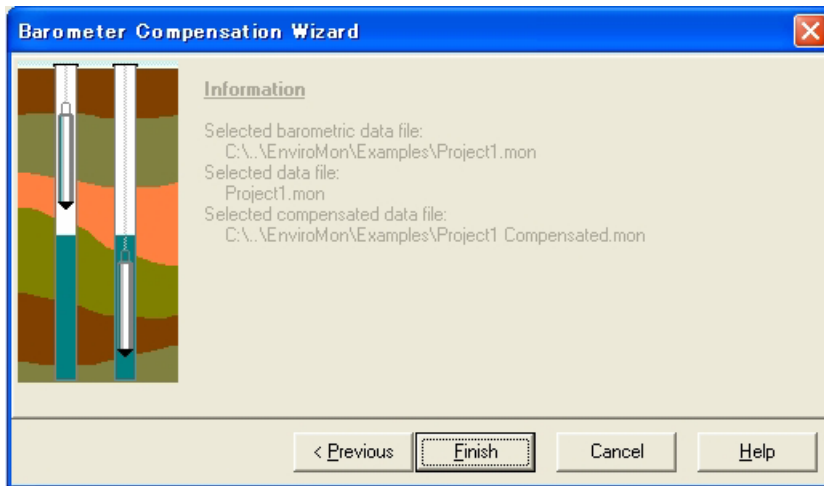 Barometer Compensation Wizard
Information
Selected barometric data file:
C:\..\EnviroMon\Examples\Project1.mon
Selected data file:
Project1.mon
Selected compensated data file:
C:\..\EnviroMon\Examples\Project1 Compensated.mon
< Previous Finish Cancel Help